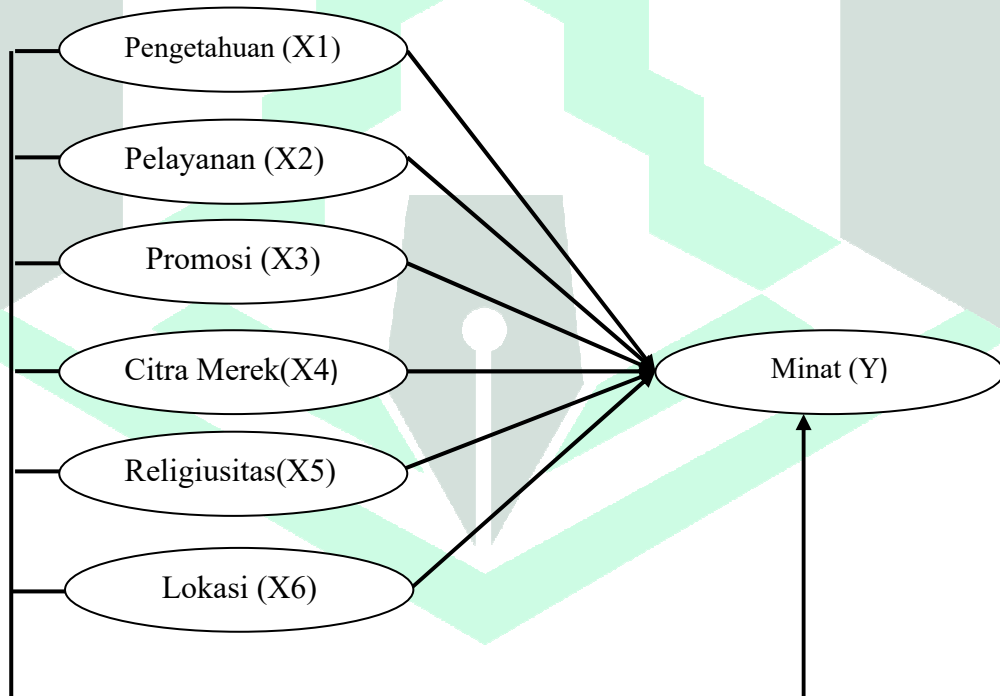 Pengetahuan (X1)
Pelayanan (X2)
Promosi (X3)
Citra Merek(X4)
Minat (Y)
Religiusitas(X5)
Lokasi (X6)